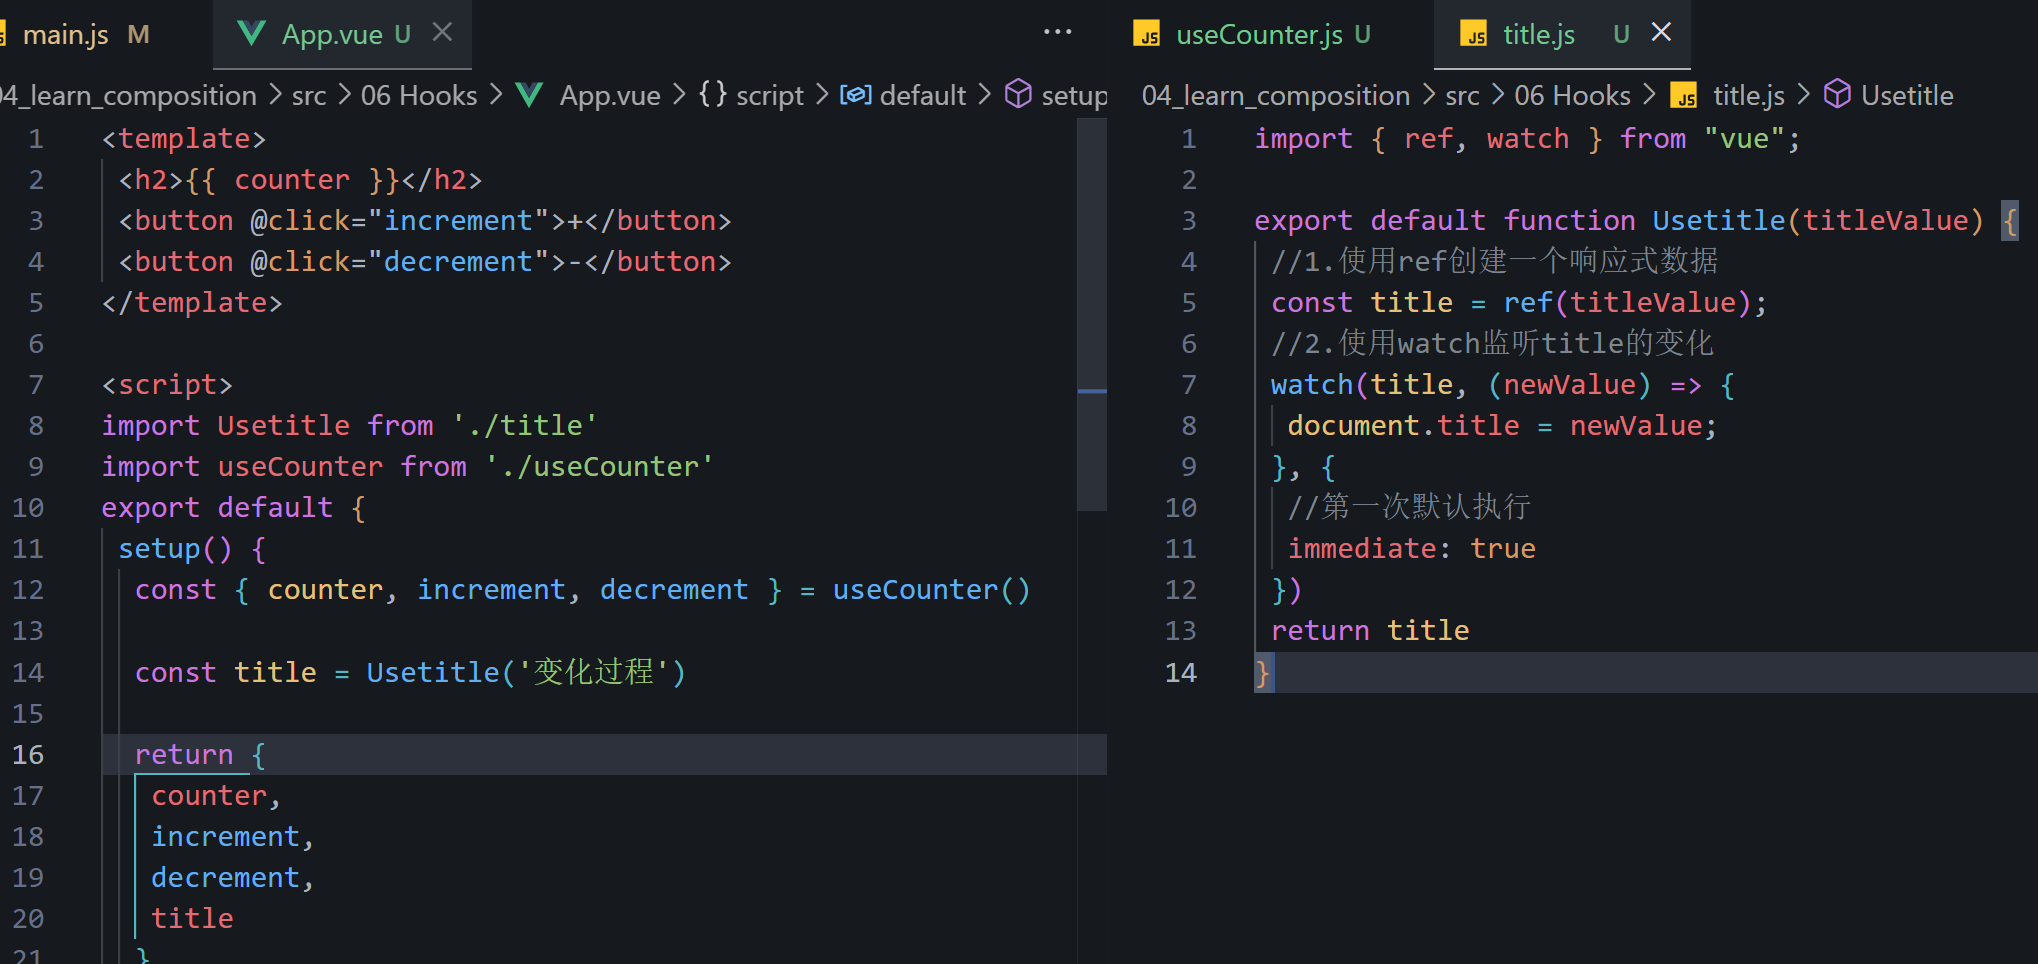 main.js M
App.vue U
04_learn_composition > src > 06 Hooks > App.vue > {} script > default > setup
1 <template>
2 <h2>{{ counter }}</h2>
3 <button @click="increment">+</button>
4 <button @click="decrement">-</button>
5 </template>
6
7 <script>
8 import Usetitle from './title'
9 import useCounter from './useCounter'
10 export default {
11 setup() {
12 const { counter, increment, decrement } = useCounter()
13
14 const title = Usetitle('变化过程')
15
16 return {
17 counter,
18 increment,
19 decrement,
20 title
21 }
JS useCounter.js U
JS title.js U
04_learn_composition > src > 06 Hooks > JS title.js > Usetitle
1 import { ref, watch } from "vue";
2
3 export default function Usetitle(titleValue) {
4 //1.使用ref创建一个响应式数据
5 const title = ref(titleValue);
6 //2.使用watch监听title的变化
7 watch(title, (newValue) => {
8 document.title = newValue;
9 }, {
10 //第一次默认执行
11 immediate: true
12 })
13 return title
14 }